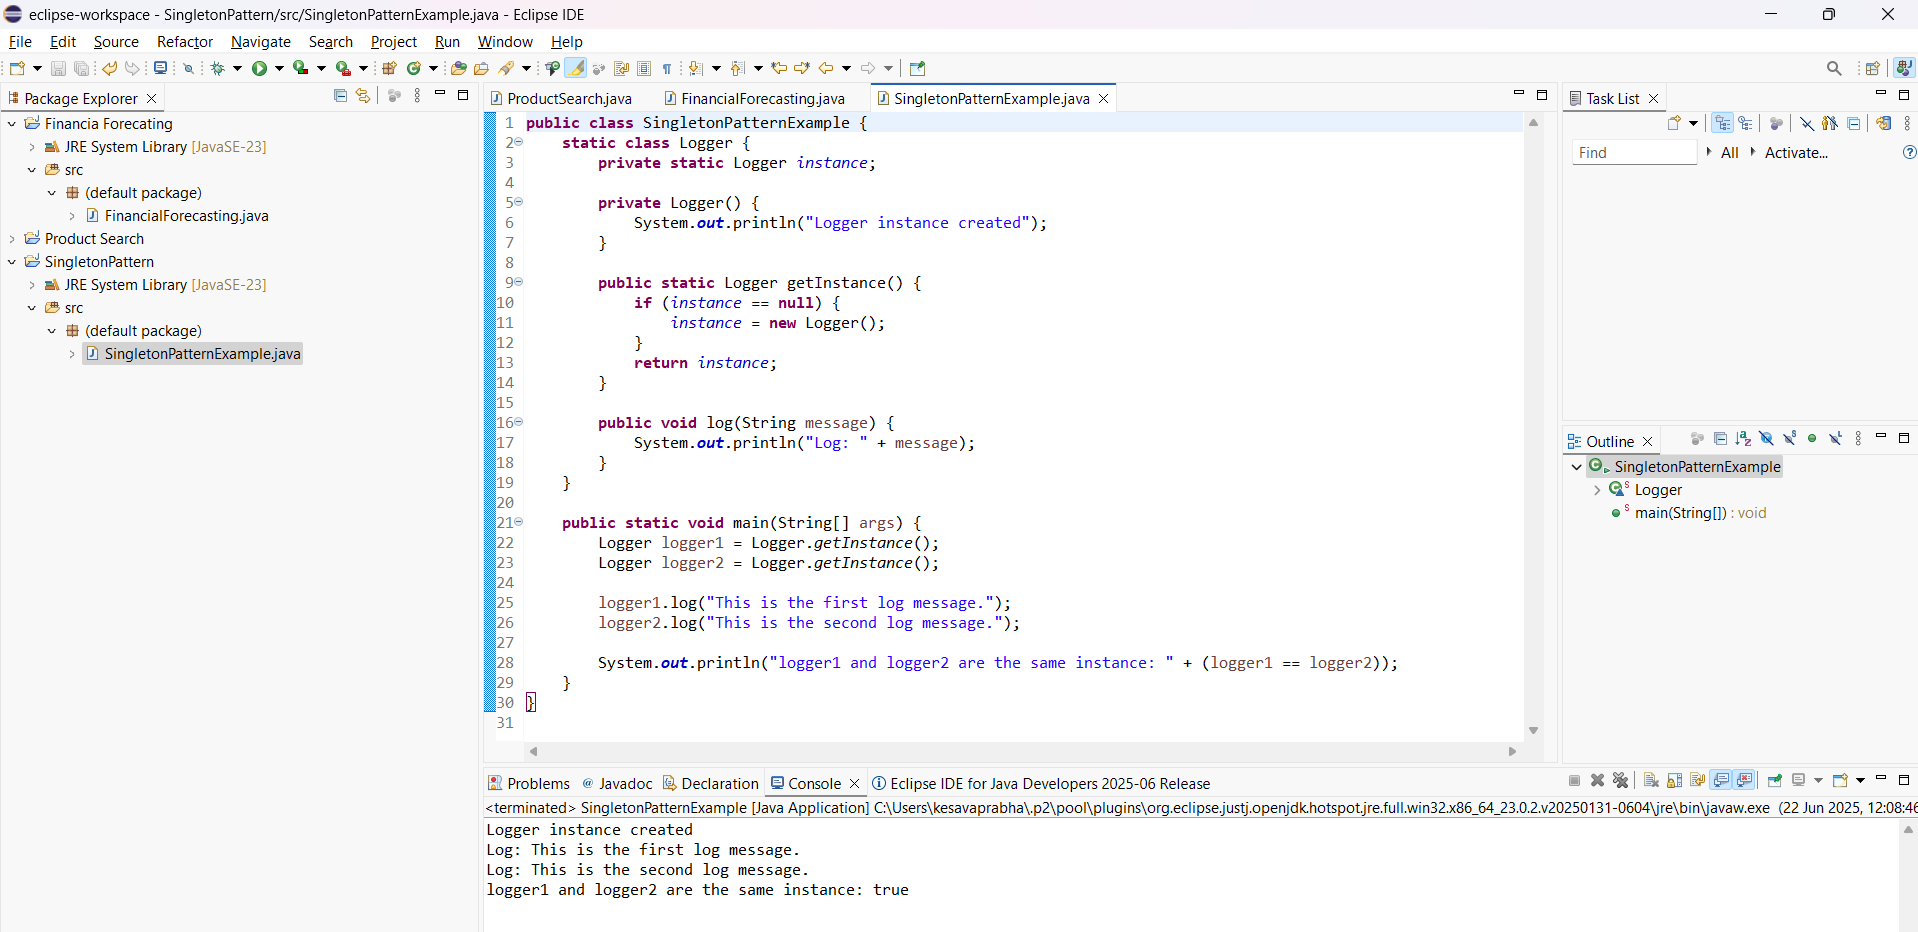 eclipse-workspace - SingletonPattern/src/SingletonPatternExample.java - Eclipse IDE
File Edit Source Refactor Navigate Search Project Run Window Help
Package Explorer
Financia Forecating
JRE System Library [JavaSE-23]
src
(default package)
FinancialForecasting.java
Product Search
SingletonPattern
JRE System Library [JavaSE-23]
src
(default package)
SingletonPatternExample.java
ProductSearch.java FinancialForecasting.java SingletonPatternExample.java
1 public class SingletonPatternExample {
2 static class Logger {
3 private static Logger instance;
4
5 private Logger() {
6 System.out.println("Logger instance created");
7 }
8
9 public static Logger getInstance() {
10 if (instance == null) {
11 instance = new Logger();
12 }
13 return instance;
14 }
15
16 public void log(String message) {
17 System.out.println("Log: " + message);
18 }
19 }
20
21 public static void main(String[] args) {
22 Logger logger1 = Logger.getInstance();
23 Logger logger2 = Logger.getInstance();
24
25 logger1.log("This is the first log message.");
26 logger2.log("This is the second log message.");
27
28 System.out.println("logger1 and logger2 are the same instance: " + (logger1 == logger2));
29 }
30 }
31
Task List
Find All Activate...
Outline
SingletonPatternExample
Logger
main(String[]) : void
Problems @ Javadoc Declaration Console Eclipse IDE for Java Developers 2025-06 Release
<terminated> SingletonPatternExample [Java Application] C:\Users\kesavaprabha\.p2\pool\plugins\org.eclipse.justj.openjdk.hotspot.jre.full.win32.x86_64_23.0.2.v20250131-0604\jre\bin\javaw.exe (22 Jun 2025, 12:08:46
Logger instance created
Log: This is the first log message.
Log: This is the second log message.
logger1 and logger2 are the same instance: true